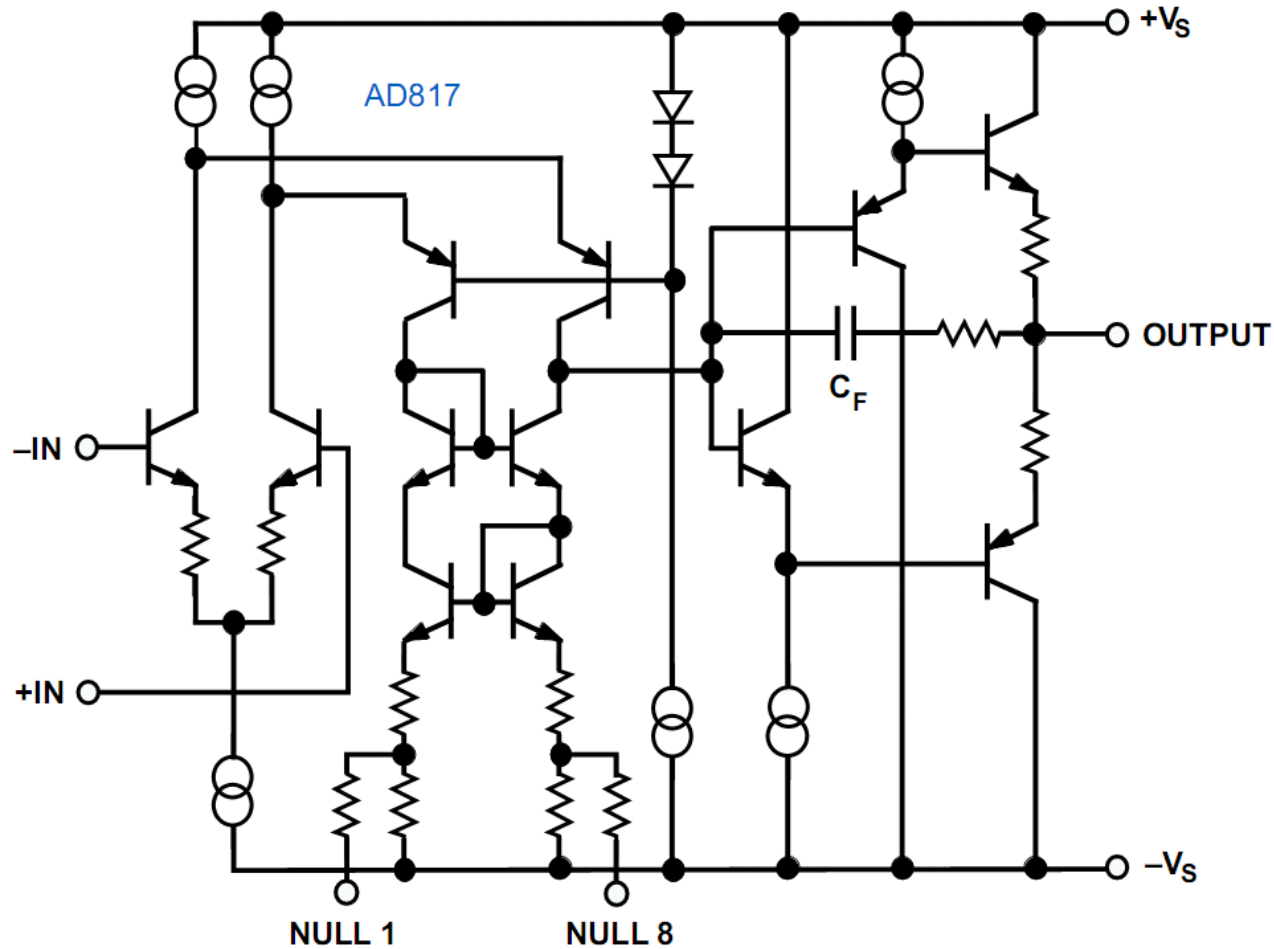 +VS
AD817
OUTPUT
CF
–IN
+IN
–VS
NULL 1
NULL 8